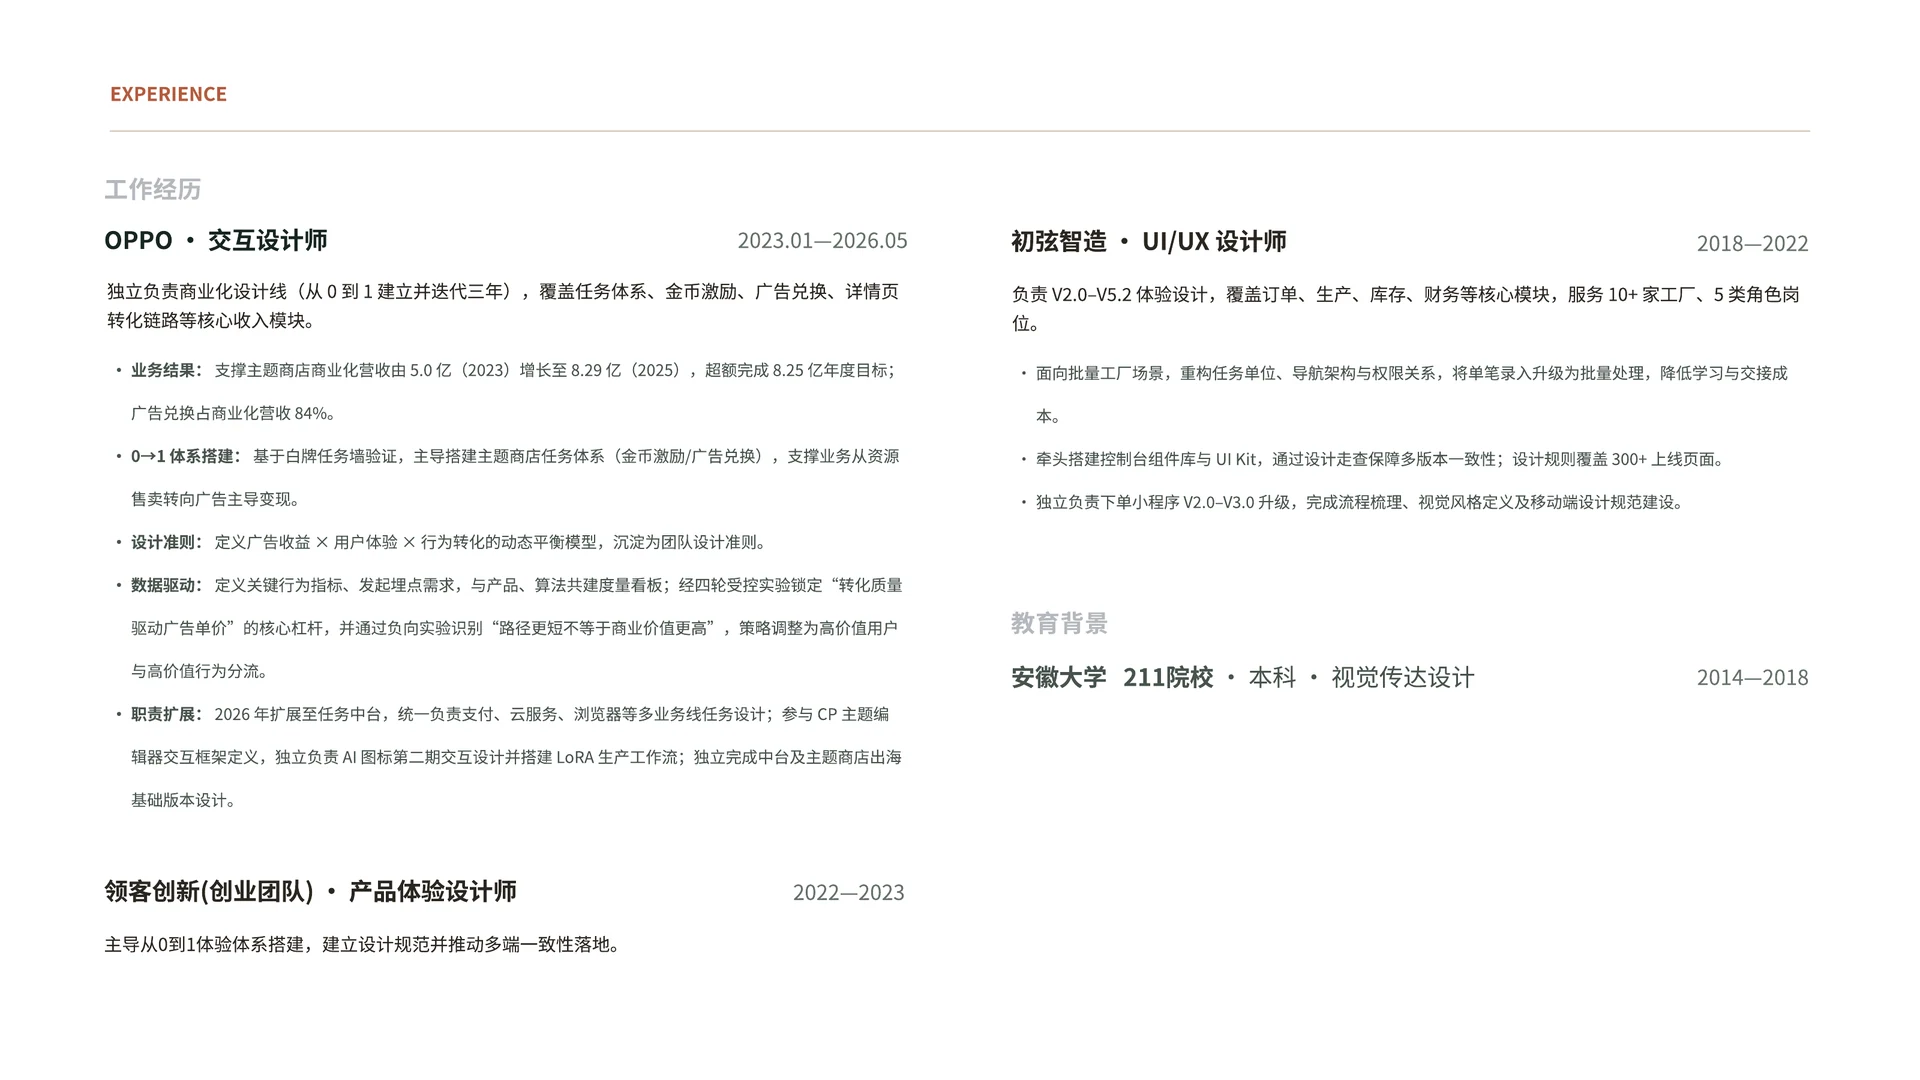 EXPERIENCE
工作经历
OPPO • 交互设计师
2023.01—2026.05
独立负责商业化设计线（从 0 到 1 建立并迭代三年），覆盖任务体系、金币激励、广告兑换、详情页
转化链路等核心收入模块。
• 业务结果： 支撑主题商店商业化营收由 5.0 亿（2023）增长至 8.29 亿（2025），超额完成 8.25 亿年度目标；
广告兑换占商业化营收 84%。
• 0→1 体系搭建： 基于白牌任务墙验证，主导搭建主题商店任务体系（金币激励/广告兑换），支撑业务从资源
售卖转向广告主导变现。
• 设计准则： 定义广告收益 × 用户体验 × 行为转化的动态平衡模型，沉淀为团队设计准则。
• 数据驱动： 定义关键行为指标、发起埋点需求，与产品、算法共建度量看板；经四轮受控实验锁定“转化质量
驱动广告单价”的核心杠杆，并通过负向实验识别“路径更短不等于商业价值更高”，策略调整为高价值用户
与高价值行为分流。
• 职责扩展： 2026 年扩展至任务中台，统一负责支付、云服务、浏览器等多业务线任务设计；参与 CP 主题编
辑器交互框架定义，独立负责 AI 图标第二期交互设计并搭建 LoRA 生产工作流；独立完成中台及主题商店出海
基础版本设计。
领客创新(创业团队) • 产品体验设计师
2022—2023
主导从0到1体验体系搭建，建立设计规范并推动多端一致性落地。
初弦智造 • UI/UX 设计师
2018—2022
负责 V2.0–V5.2 体验设计，覆盖订单、生产、库存、财务等核心模块，服务 10+ 家工厂、5 类角色岗
位。
• 面向批量工厂场景，重构任务单位、导航架构与权限关系，将单笔录入升级为批量处理，降低学习与交接成
本。
• 牵头搭建控制台组件库与 UI Kit，通过设计走查保障多版本一致性；设计规则覆盖 300+ 上线页面。
• 独立负责下单小程序 V2.0–V3.0 升级，完成流程梳理、视觉风格定义及移动端设计规范建设。
教育背景
安徽大学 211院校 • 本科 • 视觉传达设计
2014—2018